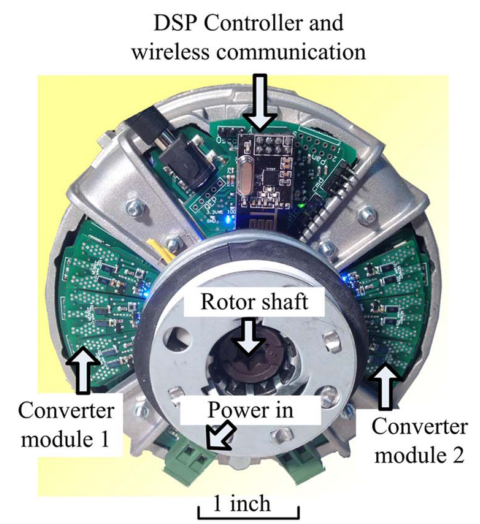 DSP Controller and
wireless communication
Rotor shaft
Converter
module 1
Power in
Converter
module 2
1 inch